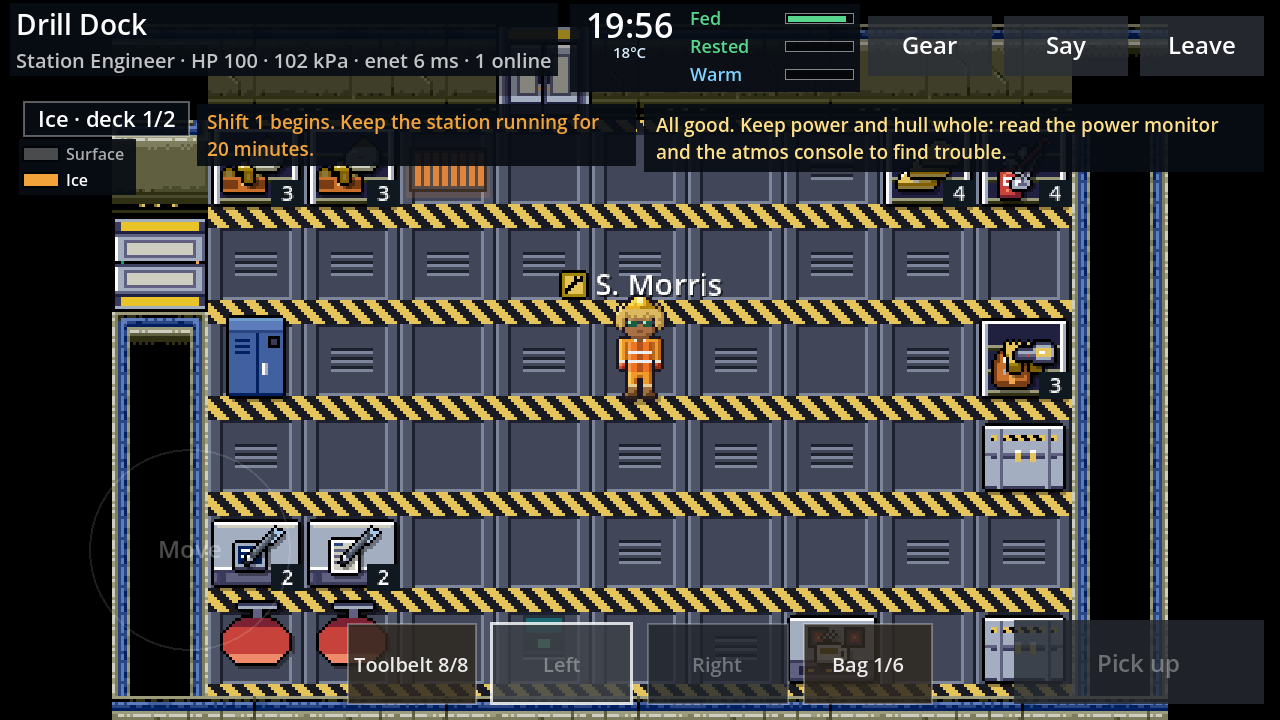 Drill Dock
Station Engineer · HP 100 · 102 kPa · enet 6 ms · 1 online
19:56
18°C
Fed
Rested
Warm
Gear
Say
Leave
Ice · deck 1/2
Surface
Ice
Shift 1 begins. Keep the station running for
20 minutes.
All good. Keep power and hull whole: read the power monitor
and the atmos console to find trouble.
3
3
4
4
S. Morris
3
Move
2
2
Toolbelt 8/8
Left
Right
Bag 1/6
Pick up